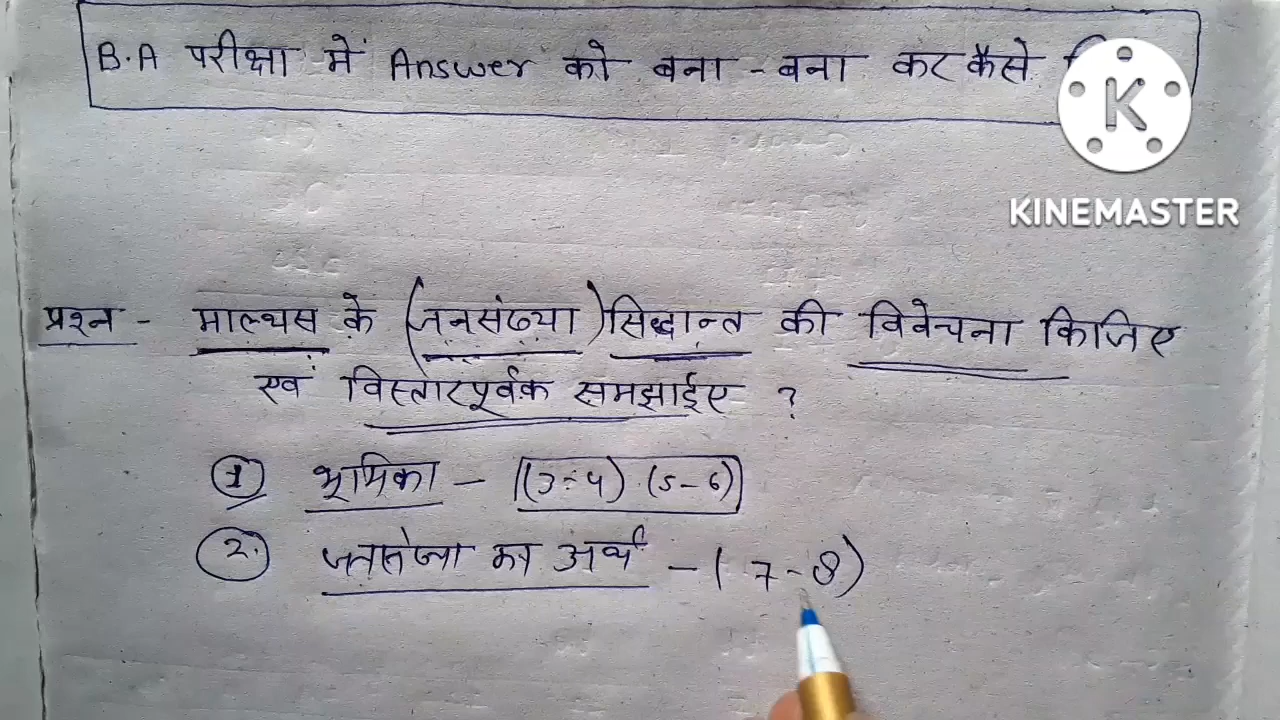 B.A परीक्षा में Answer को बना - बना कर कैसे
K
KINEMASTER
प्रश्न - माल्थस के (जनसंख्या) सिद्धान्त की विवेचना किजिए
एवं विस्तारपूर्वक समझाईए ?
1 भूमिका - (3-4) (5-6)
2. का अर्थ - (7-8)